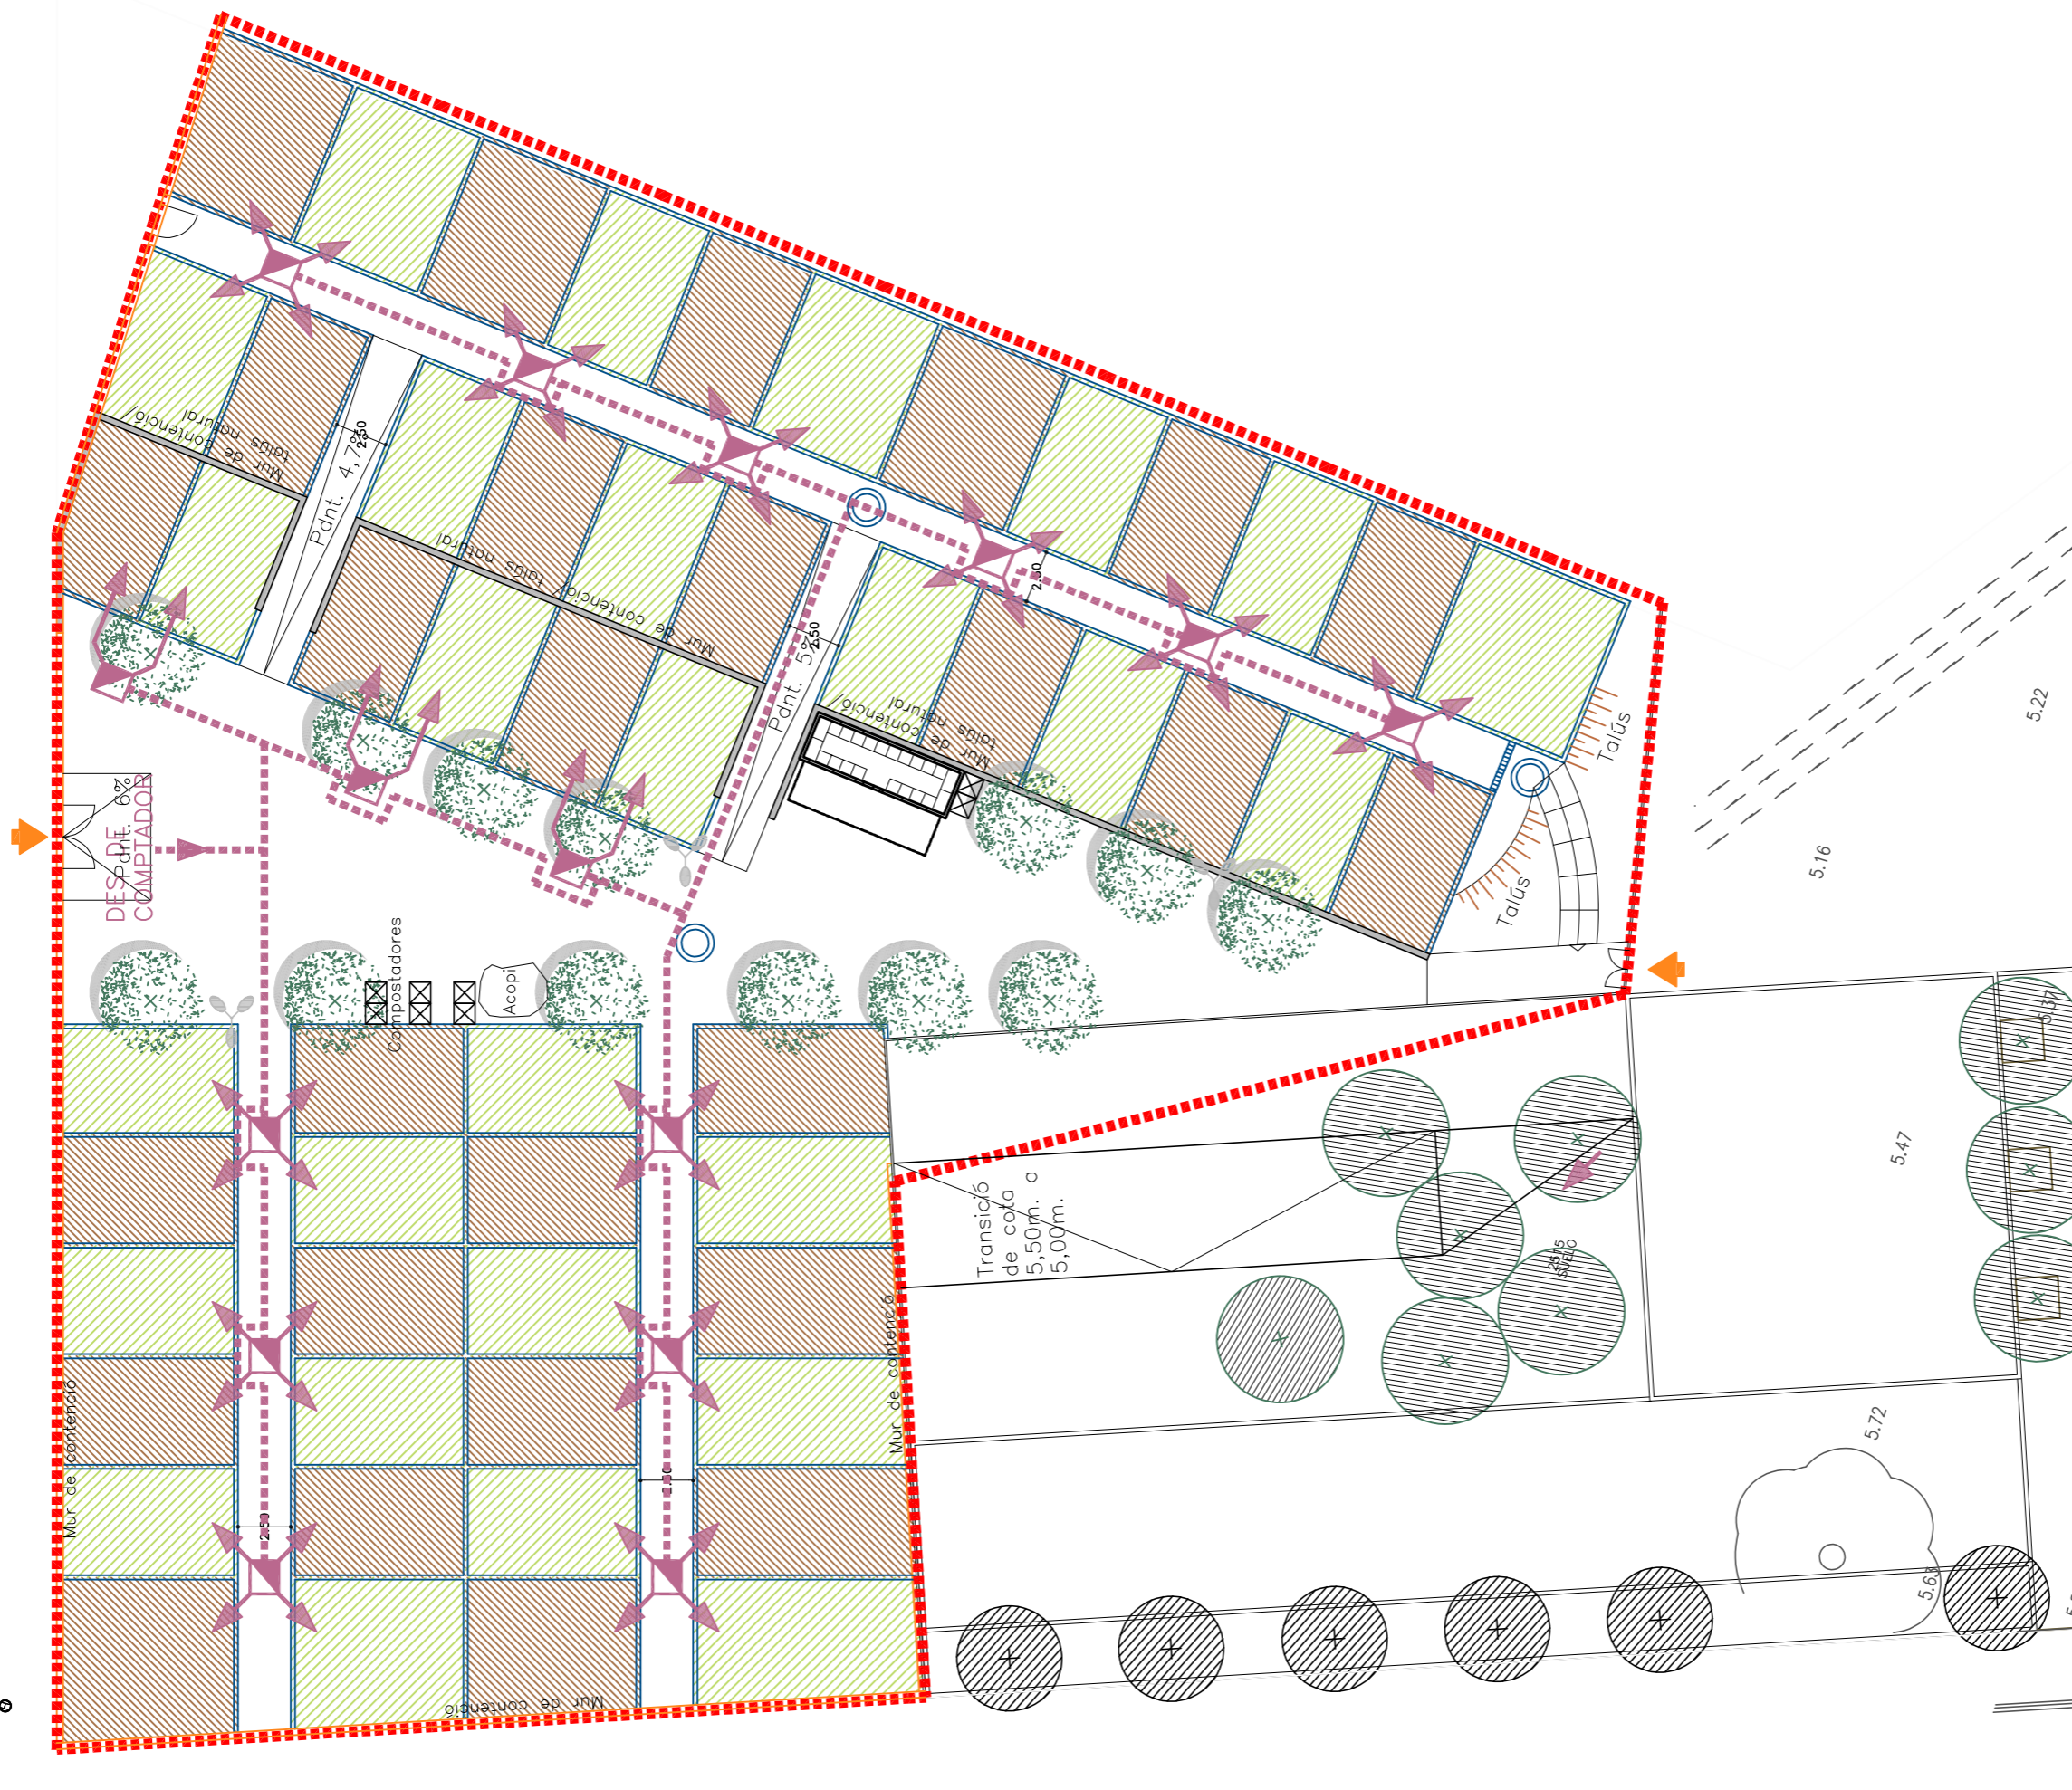 Mur de contenció/
talús natural
Pdnt. 4,7%
2.50
Mur de contenció/ talús natural
2.50
Pdnt. 5%
2.50
Mur de contenció/
talús natural
Talús
Talús
5.22
5.16
Pdnt. 6%
DES DE
COMPTADOR
Compostadores
Acopi
5.47
Transició
de cota
5,50m. a
5,00m.
SUELO
Mur de contenció
Mur de contenció
2.50
2.50
5.72
Mur de contenció